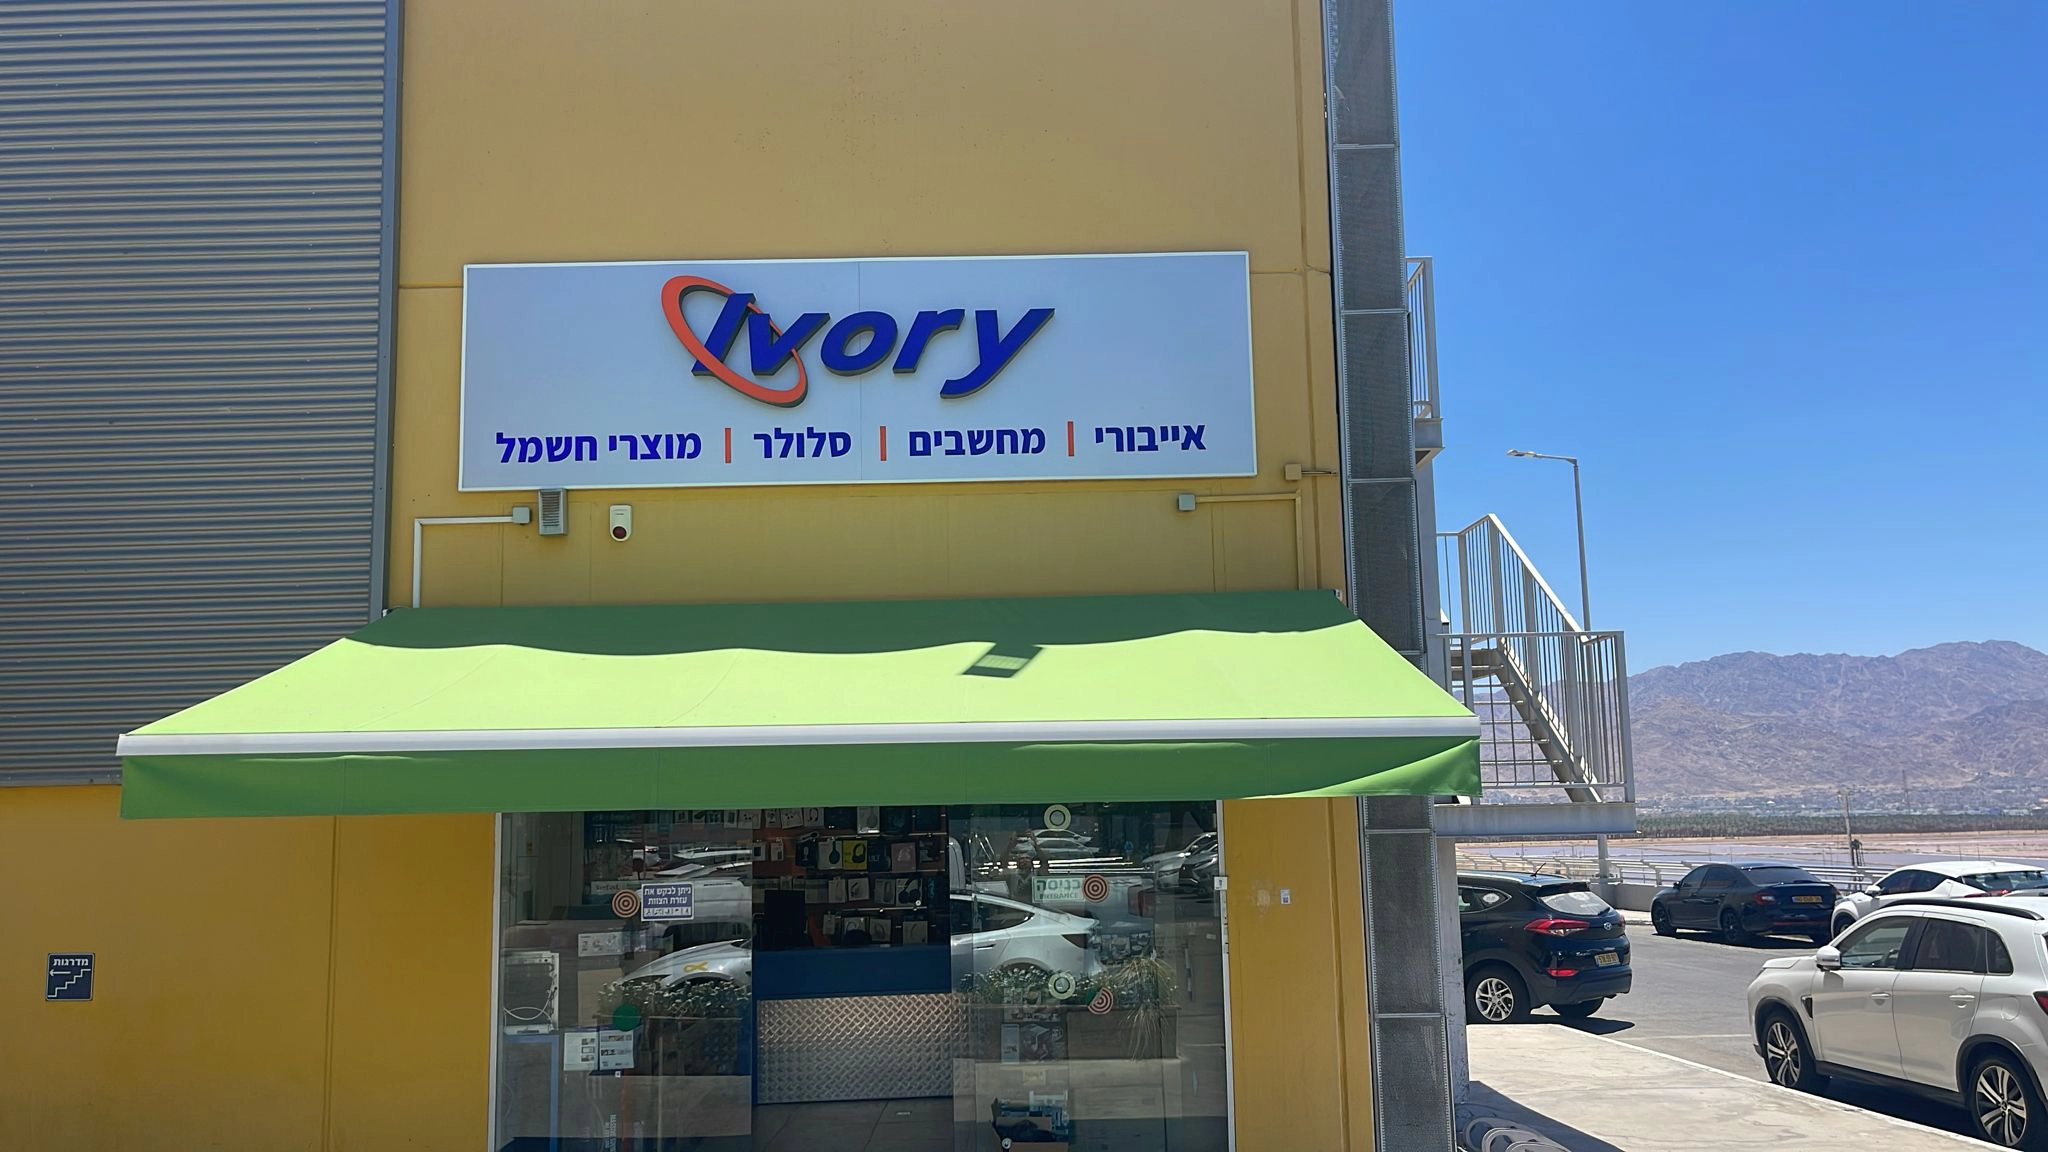 Ivory
אייבורי | מחשבים | סלולר | מוצרי חשמל
ניתן לבקש את
עזרת הצוות
כניסה
ENTRANCE
מדרגות